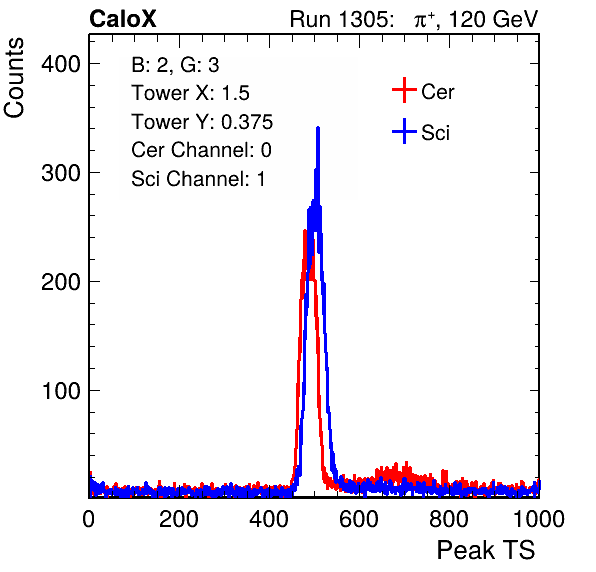 CaloX Run 1305: π⁺, 120 GeV
Counts
400
300
200
100
B: 2, G: 3
Tower X: 1.5
Tower Y: 0.375
Cer Channel: 0
Sci Channel: 1
Cer
Sci
0 200 400 600 800 1000
Peak TS